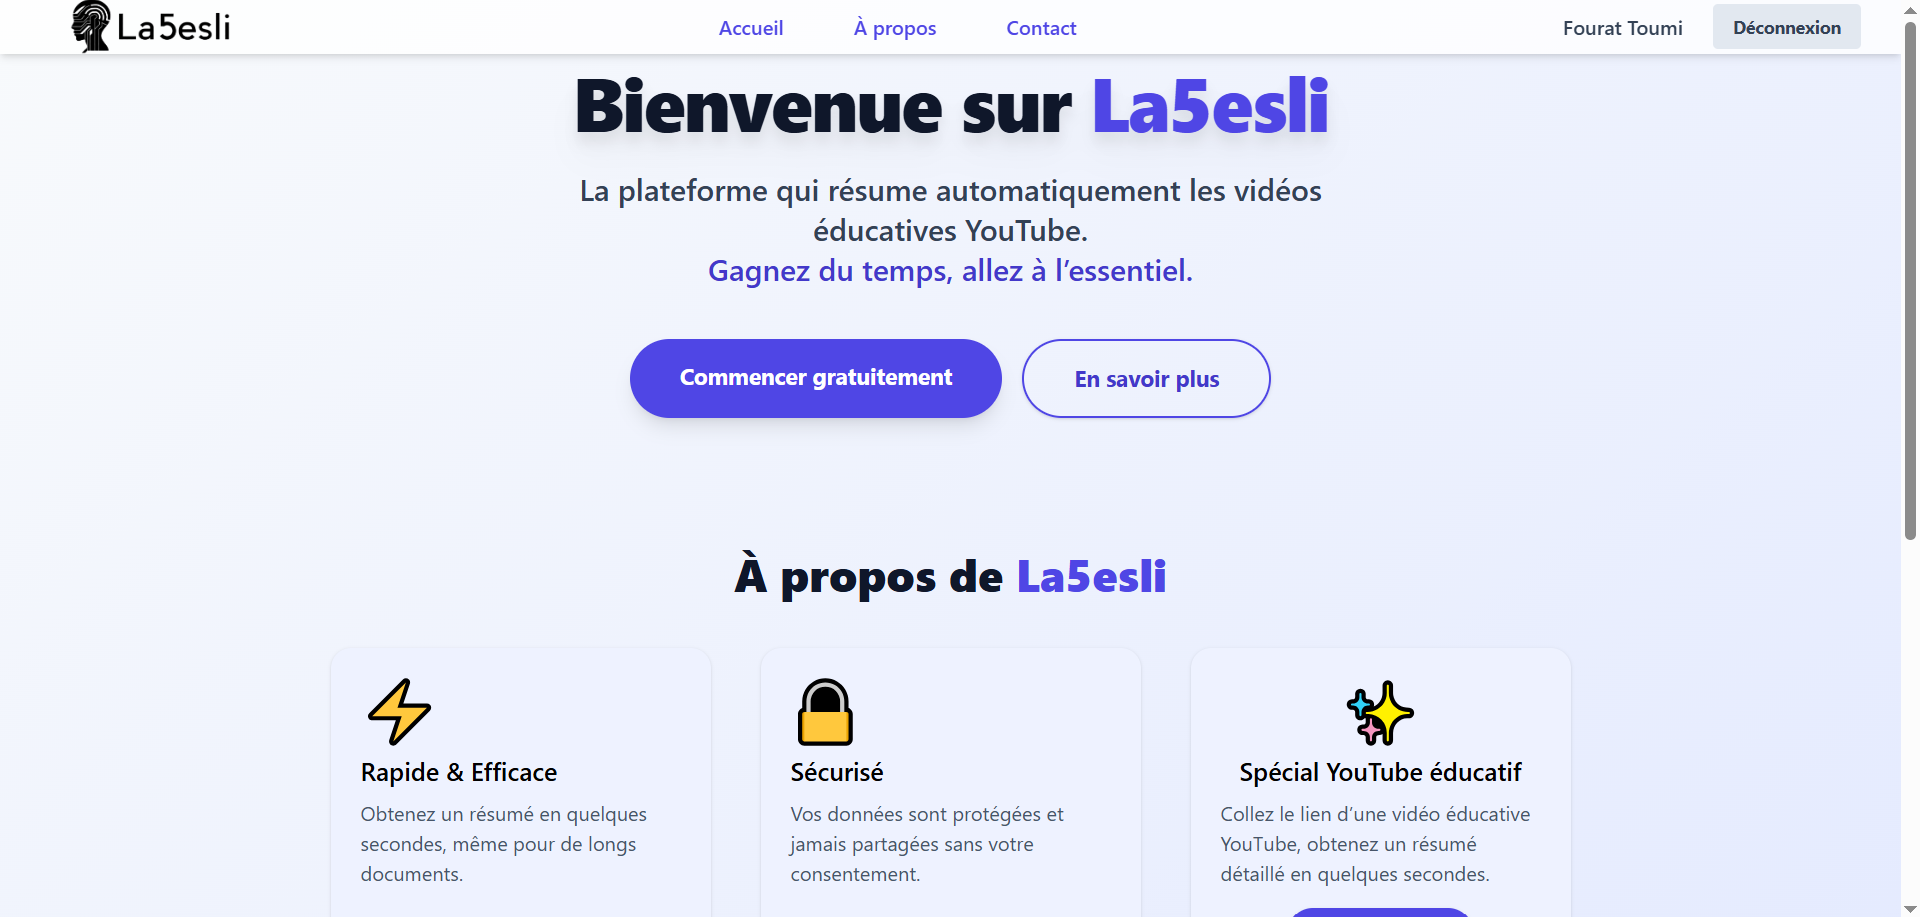 La5esli
Accueil
À propos
Contact
Fourat Toumi
Déconnexion
Bienvenue sur La5esli
La plateforme qui résume automatiquement les vidéos
éducatives YouTube.
Gagnez du temps, allez à l’essentiel.
Commencer gratuitement
En savoir plus
À propos de La5esli
Rapide & Efficace
Obtenez un résumé en quelques
secondes, même pour de longs
documents.
Sécurisé
Vos données sont protégées et
jamais partagées sans votre
consentement.
Spécial YouTube éducatif
Collez le lien d’une vidéo éducative
YouTube, obtenez un résumé
détaillé en quelques secondes.